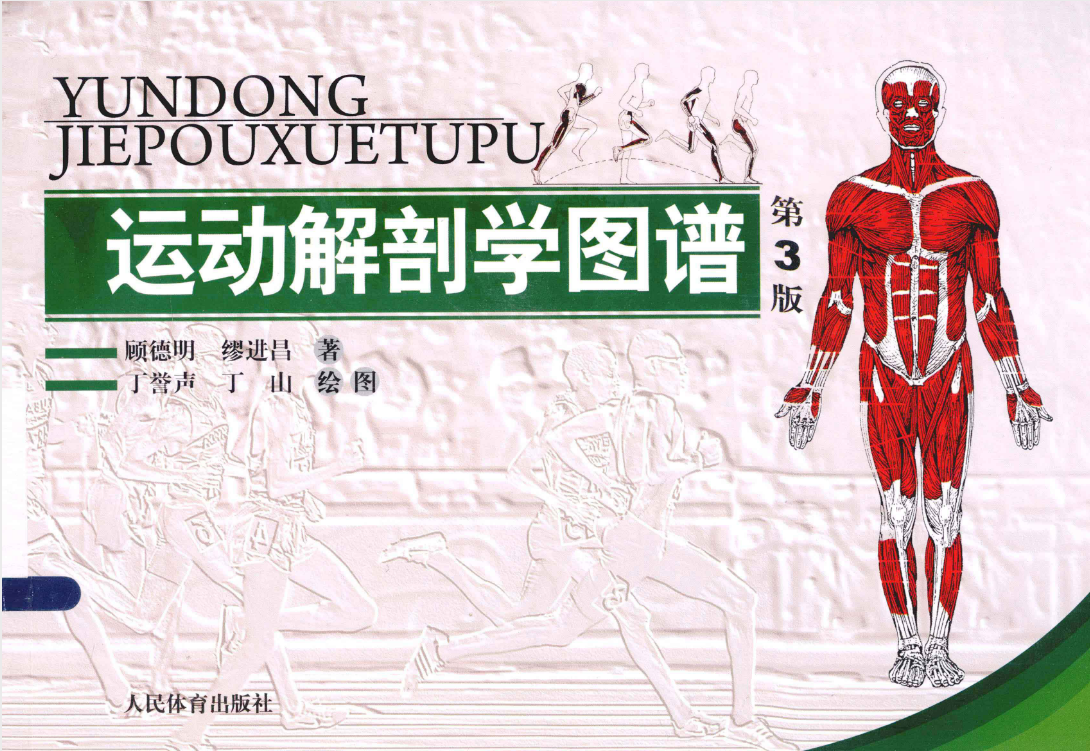 YUNDONG
JIEPOUXUETUPU
运动解剖学图谱
第3版
顾德明 缪进昌 著
丁誉声 丁 山 绘图
人民体育出版社